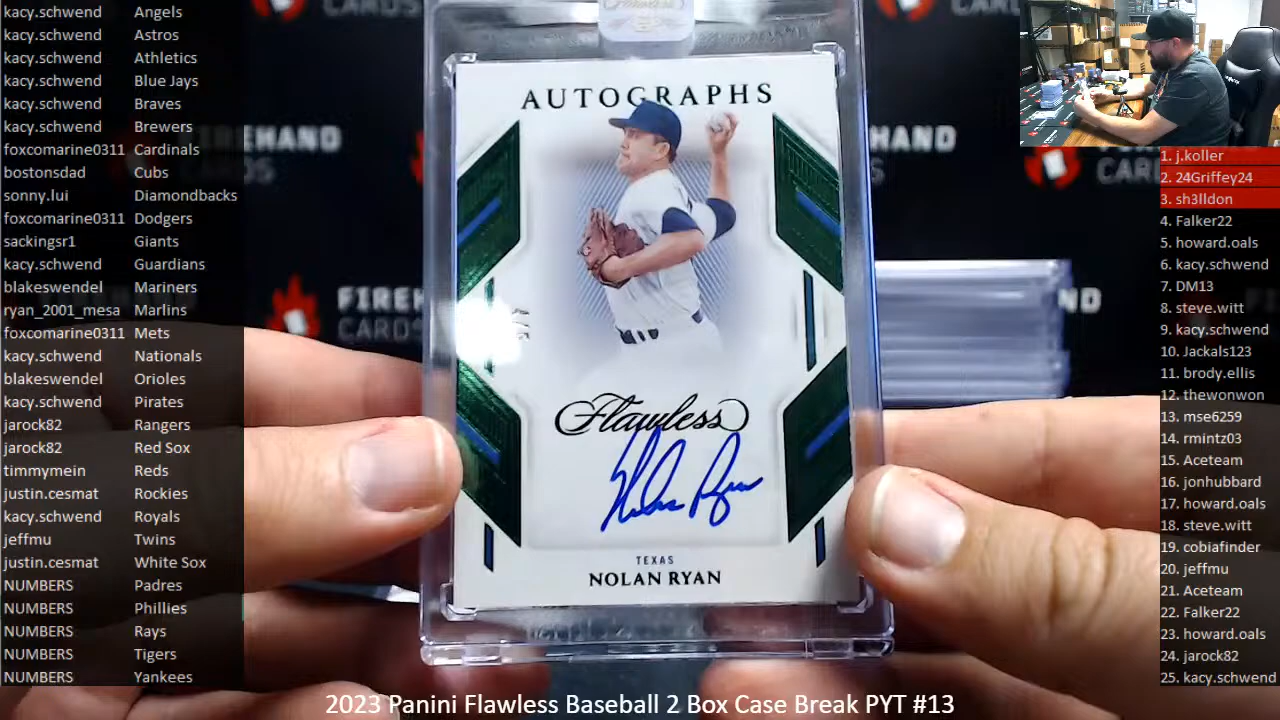 kacy.schwend Angels
kacy.schwend Astros
kacy.schwend Athletics
kacy.schwend Blue Jays
kacy.schwend Braves
kacy.schwend Brewers
foxcomarine0311 Cardinals
bostonsdad Cubs
sonny.lui Diamondbacks
foxcomarine0311 Dodgers
sackingsr1 Giants
kacy.schwend Guardians
blakeswendel Mariners
ryan_2001_mesa Marlins
foxcomarine0311 Mets
kacy.schwend Nationals
blakeswendel Orioles
kacy.schwend Pirates
jarock82 Rangers
jarock82 Red Sox
timmymein Reds
justin.cesmat Rockies
kacy.schwend Royals
jeffmu Twins
justin.cesmat White Sox
NUMBERS Padres
NUMBERS Phillies
NUMBERS Rays
NUMBERS Tigers
NUMBERS Yankees
CARDS
FIREHAND
CARDS
AUTOGRAPHS
Flawless
Nolan Ryan
TEXAS
NOLAN RYAN
1. j.koller
2. 24Griffey24
3. sh3lldon
4. Falker22
5. howard.oals
6. kacy.schwend
7. DM13
8. steve.witt
9. kacy.schwend
10. Jackals123
11. brody.ellis
12. thewonwon
13. mse6259
14. rmintz03
15. Aceteam
16. jonhubbard
17. howard.oals
18. steve.witt
19. cobiafinder
20. jeffmu
21. Aceteam
22. Falker22
23. howard.oals
24. jarock82
25. kacy.schwend
2023 Panini Flawless Baseball 2 Box Case Break PYT #13